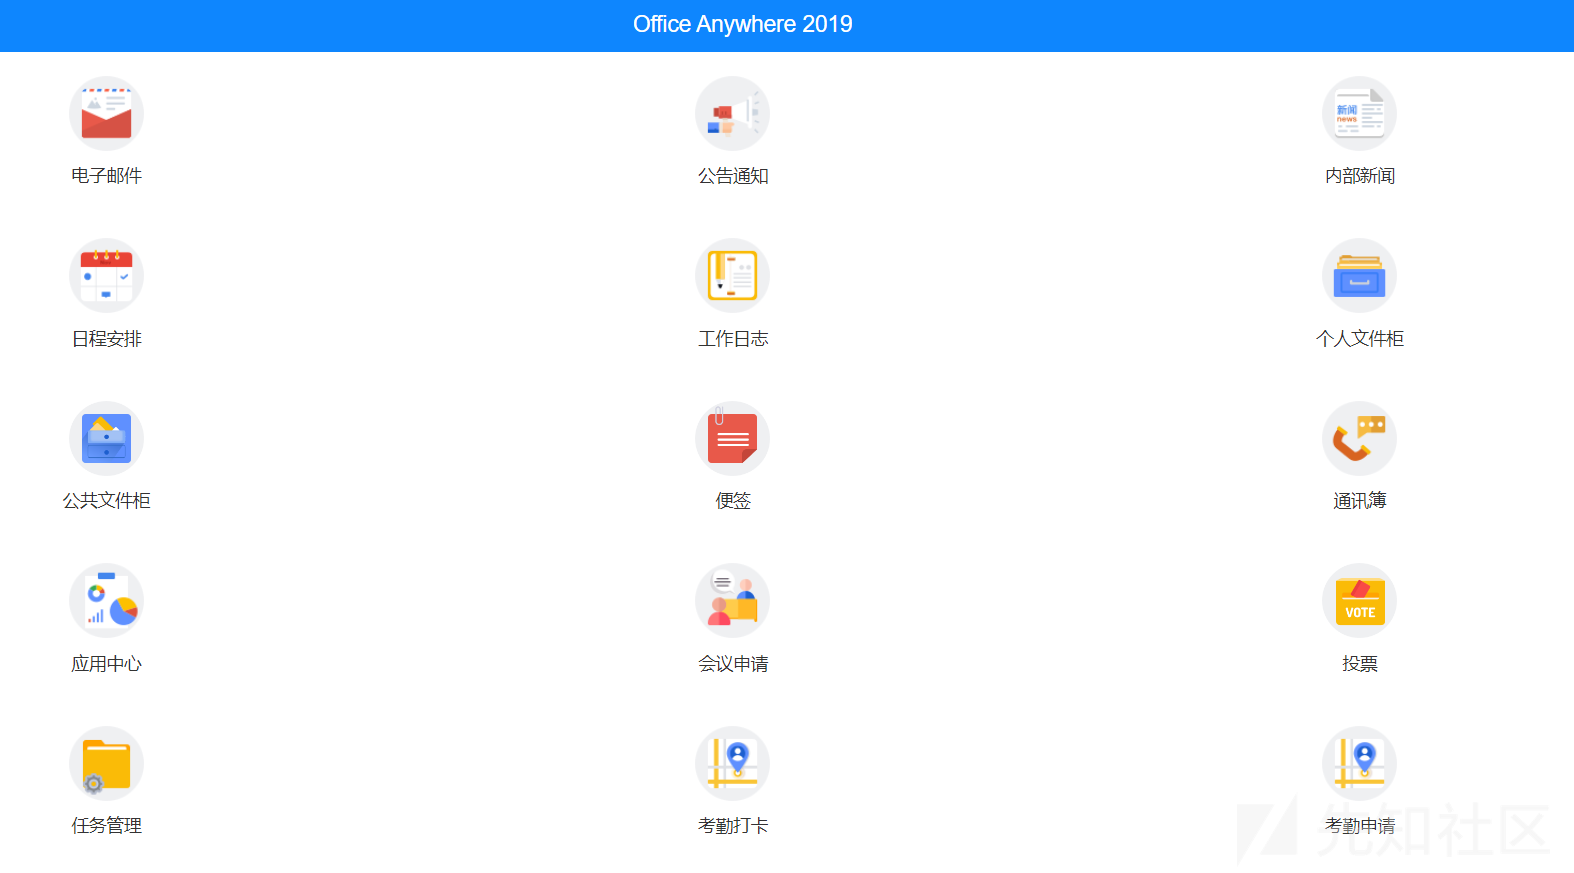 Office Anywhere 2019
新闻
news
电子邮件
公告通知
内部新闻
日程安排
工作日志
个人文件柜
公共文件柜
便签
通讯簿
VOTE
应用中心
会议申请
投票
任务管理
考勤打卡
考勤申请
先知社区